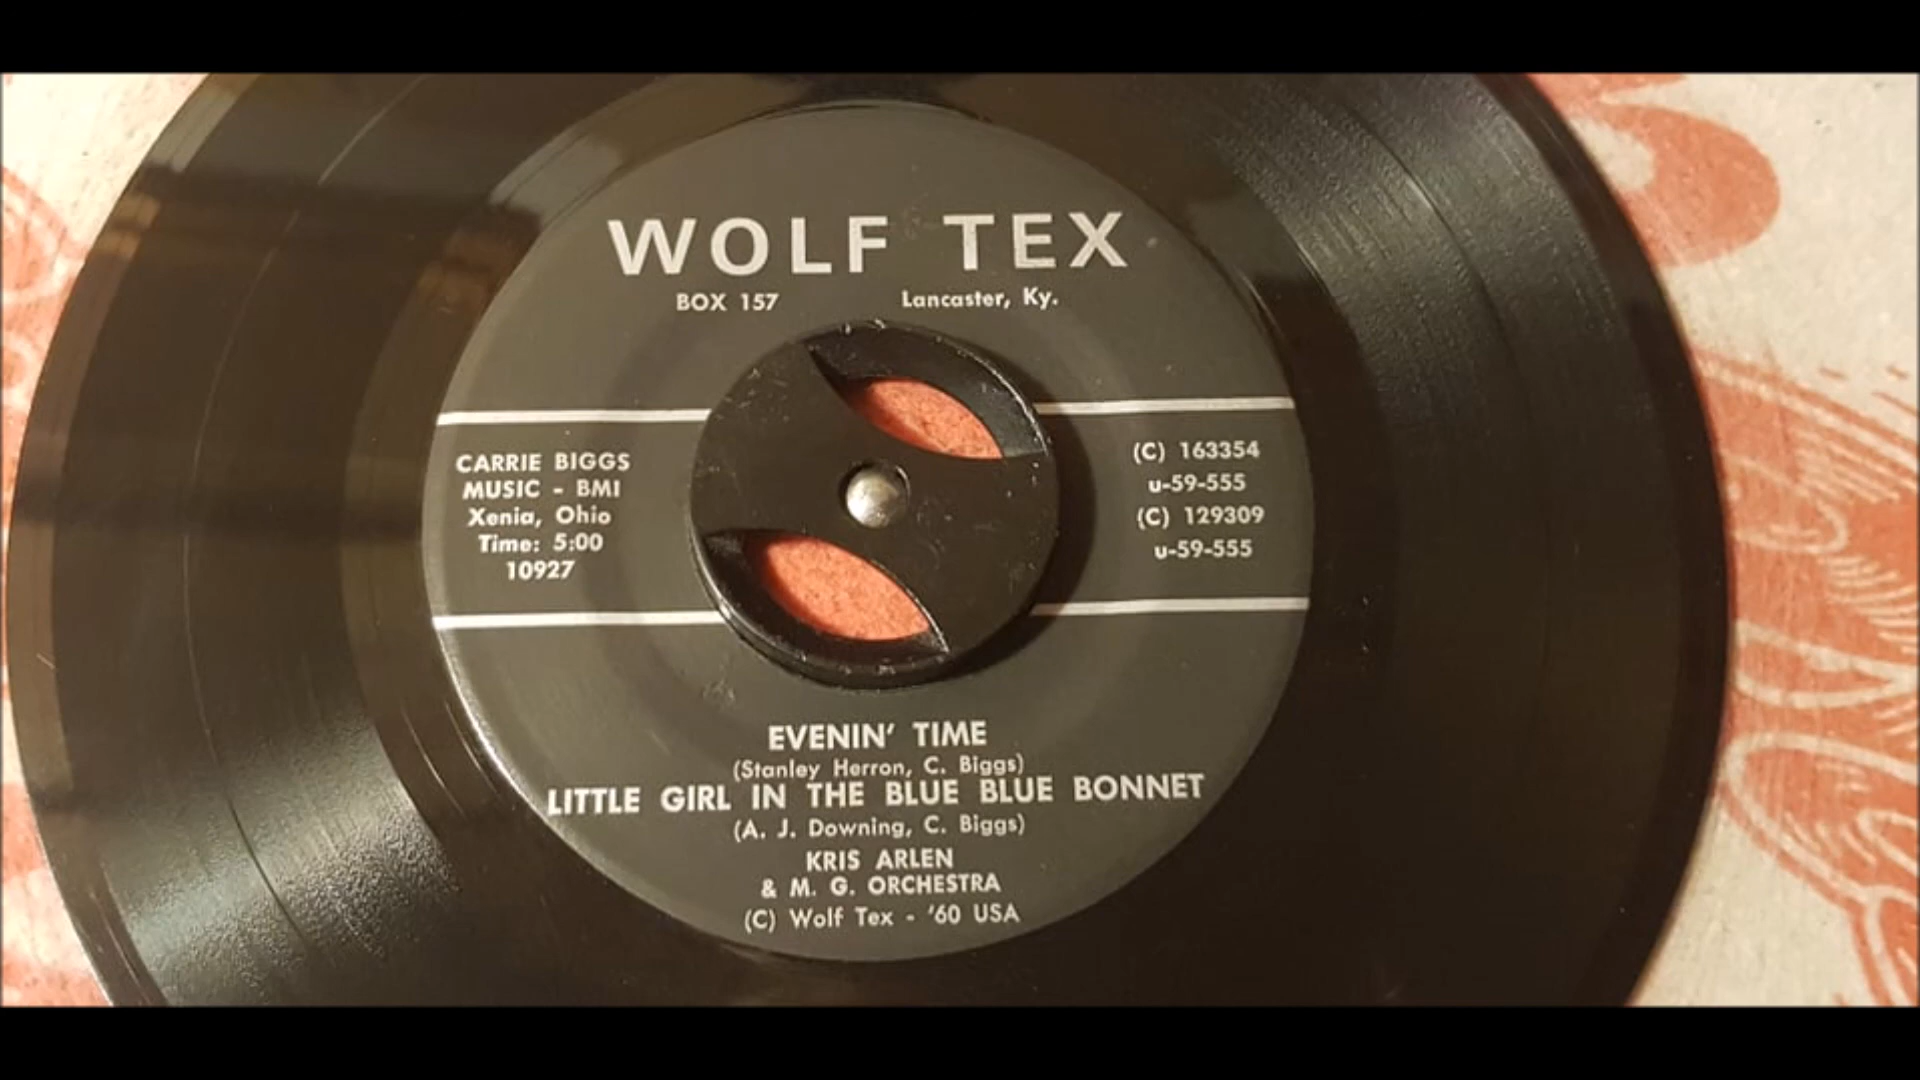 WOLF TEX
BOX 157 Lancaster, Ky.
CARRIE BIGGS
MUSIC - BMI
Xenia, Ohio
Time: 5:00
10927
(C) 163354
u-59-555
(C) 129309
u-59-555
EVENIN' TIME
(Stanley Herron, C. Biggs)
LITTLE GIRL IN THE BLUE BLUE BONNET
(A. J. Downing, C. Biggs)
KRIS ARLEN
& M. G. ORCHESTRA
(C) Wolf Tex - '60 USA